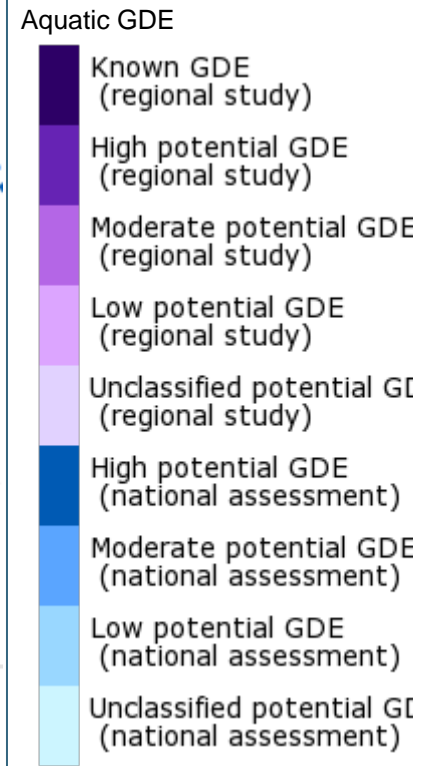 Aquatic GDE
Known GDE
(regional study)
High potential GDE
(regional study)
Moderate potential GDE
(regional study)
Low potential GDE
(regional study)
Unclassified potential
(regional study)
High potential GDE
(national assessment)
Moderate potential GDE
(national assessment)
Low potential GDE
(national assessment)
Unclassified potential
(national assessment)